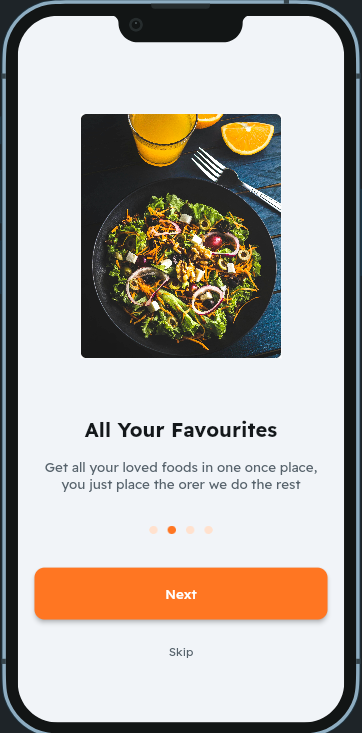 All Your Favourites
Get all your loved foods in one once place,
you just place the orer we do the rest
Next
Skip